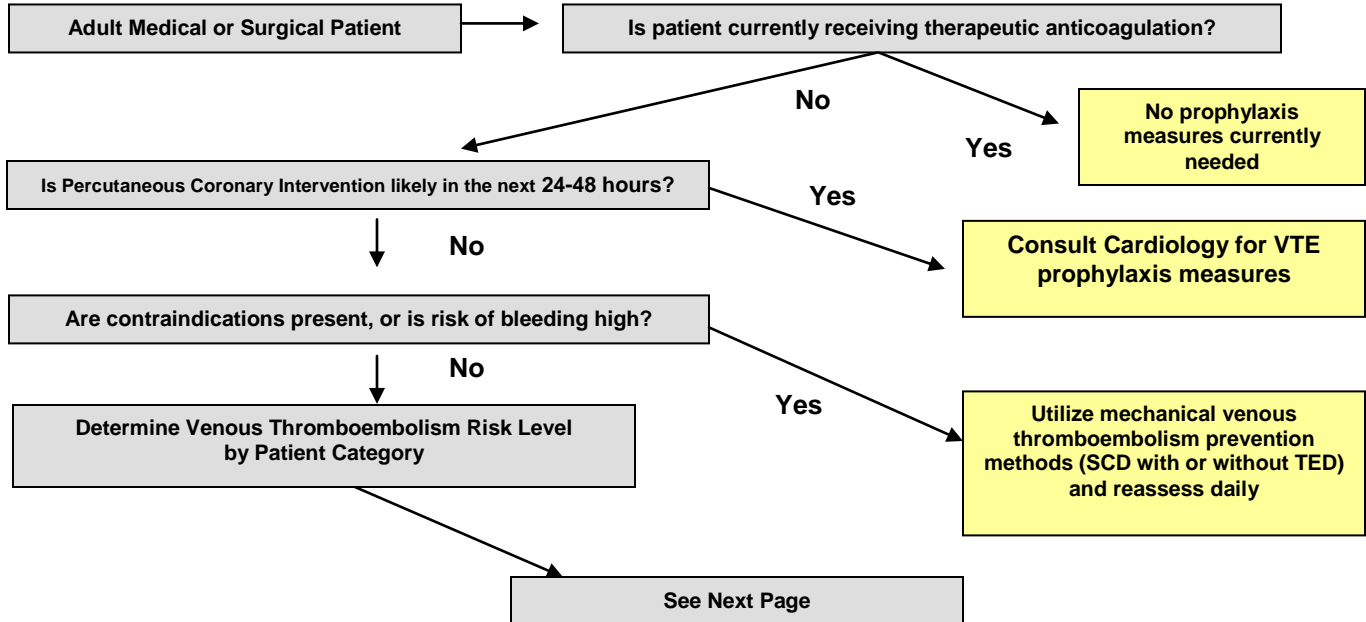 Adult Medical or Surgical Patient
Is patient currently receiving therapeutic anticoagulation?
No
Yes
No prophylaxis
measures currently
needed
Is Percutaneous Coronary Intervention likely in the next 24-48 hours?
Yes
No
Consult Cardiology for VTE
prophylaxis measures
Are contraindications present, or is risk of bleeding high?
No
Yes
Utilize mechanical venous
thromboembolism prevention
methods (SCD with or without TED)
and reassess daily
Determine Venous Thromboembolism Risk Level
by Patient Category
See Next Page